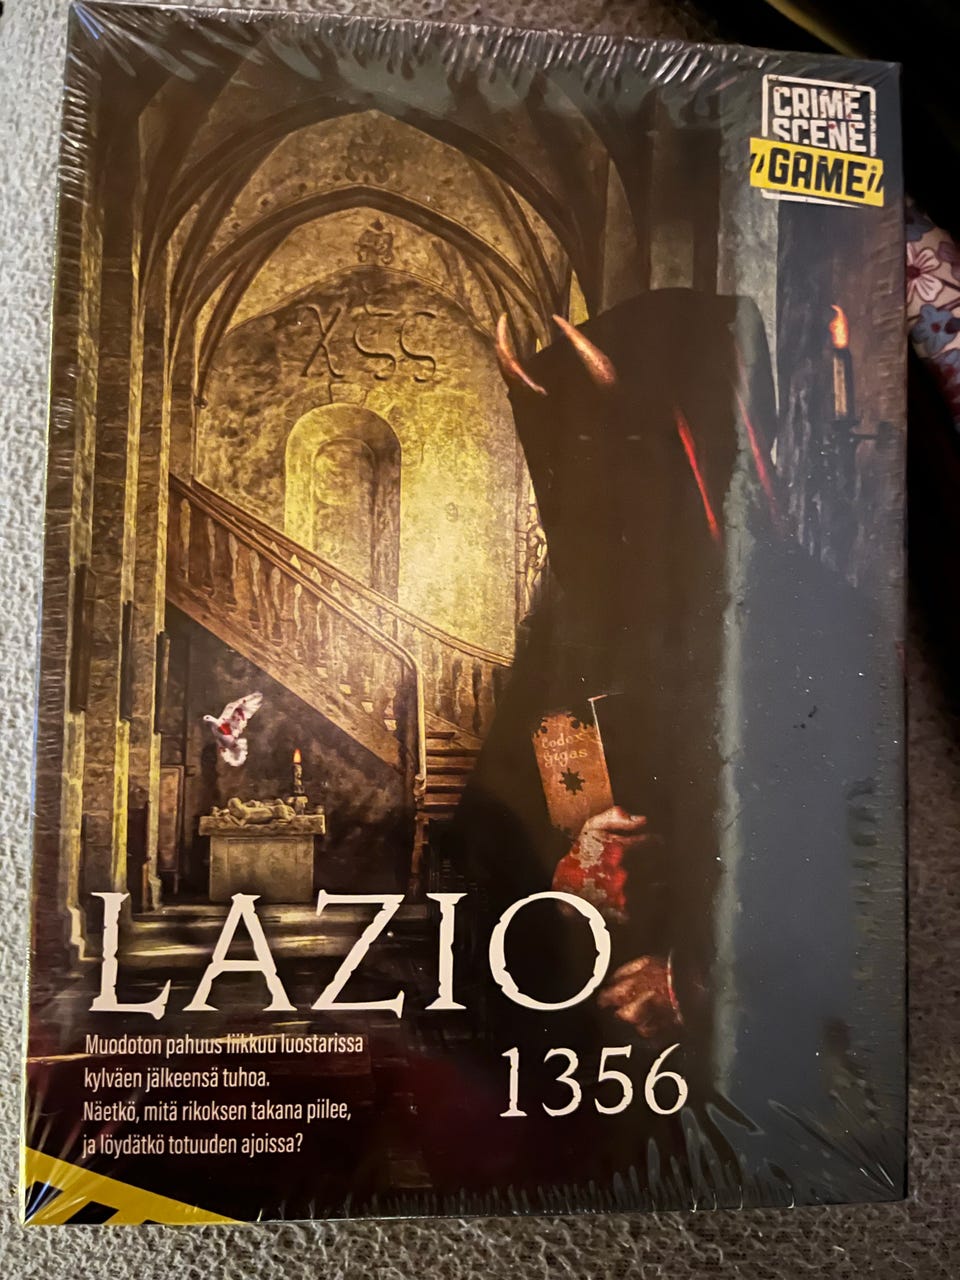 CRIME
SCENE
GAME
χξς
Codex
Gigas
LAZIO
1356
Muodoton pahuus liikkuu luostarissa
kylväen jälkeensä tuhoa.
Näetkö, mitä rikoksen takana piilee,
ja löydätkö totuuden ajoissa?